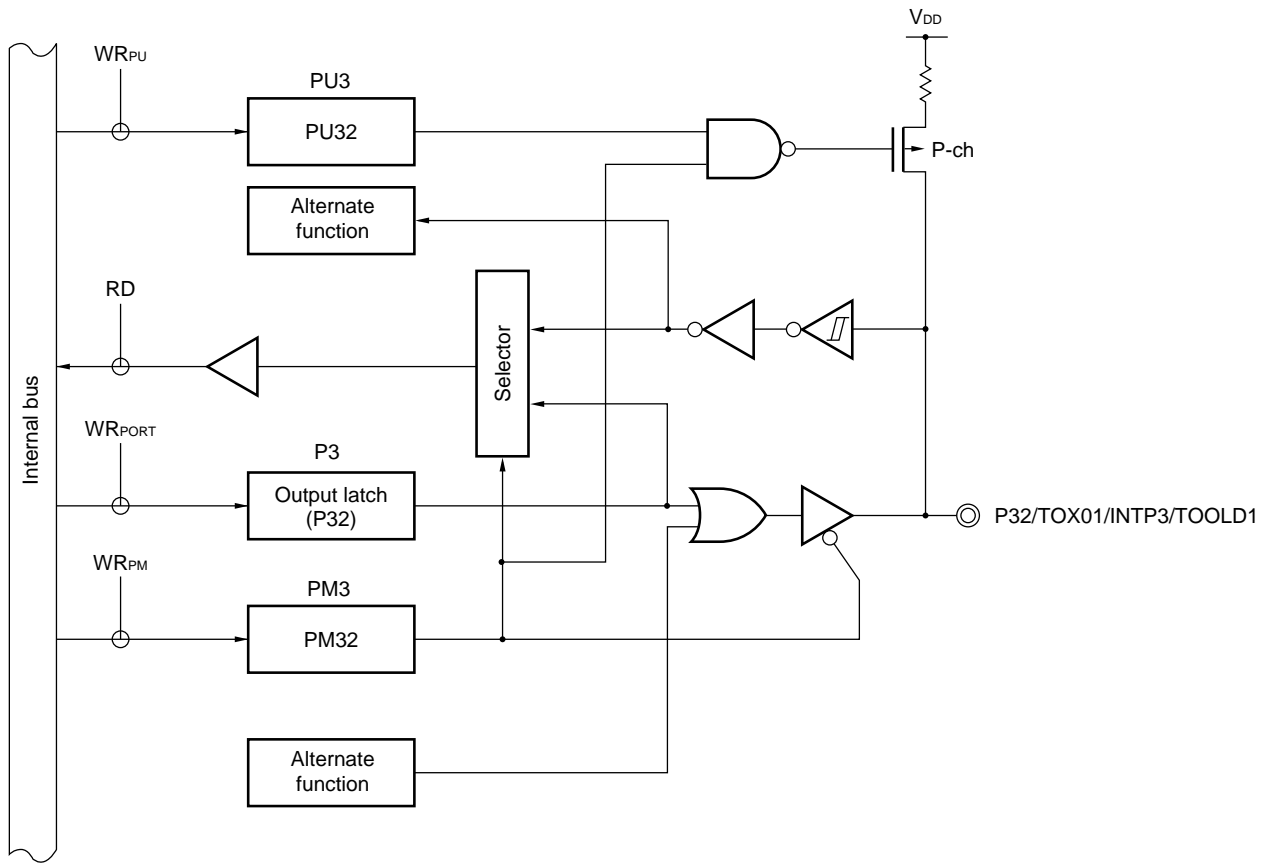 VDD
WRPU
PU3
PU32
P-ch
Alternate
function
RD
Selector
Internal bus
WRPORT
P3
Output latch
(P32)
P32/TOX01/INTP3/TOOLD1
WRPM
PM3
PM32
Alternate
function